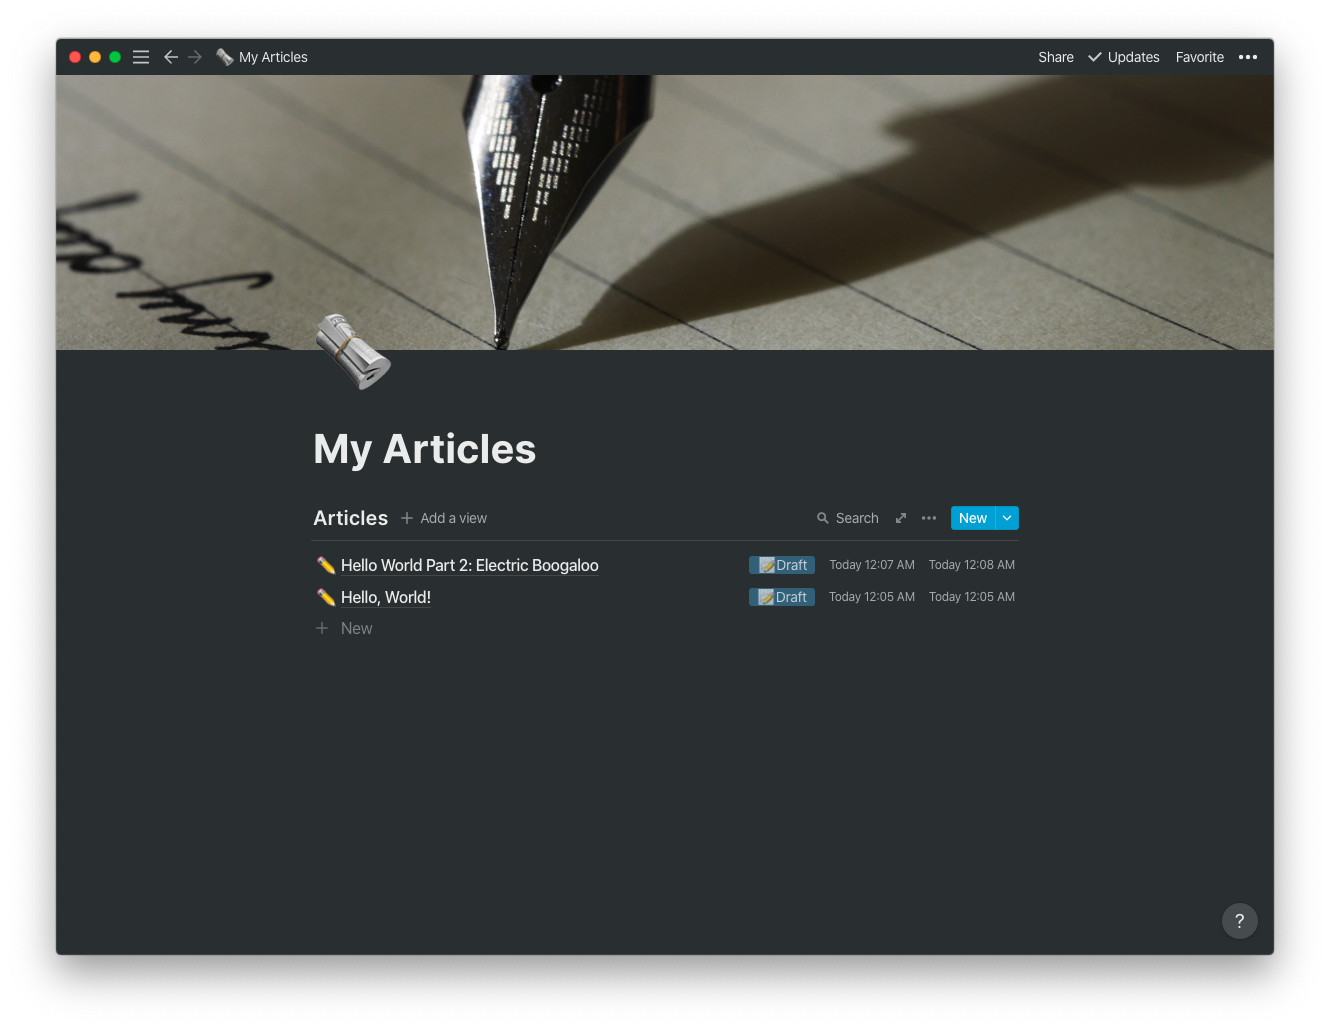 My Articles
Share Updates Favorite
My Articles
Articles Add a view Search New
Hello World Part 2: Electric Boogaloo Draft Today 12:07 AM Today 12:08 AM
Hello, World! Draft Today 12:05 AM Today 12:05 AM
New
?